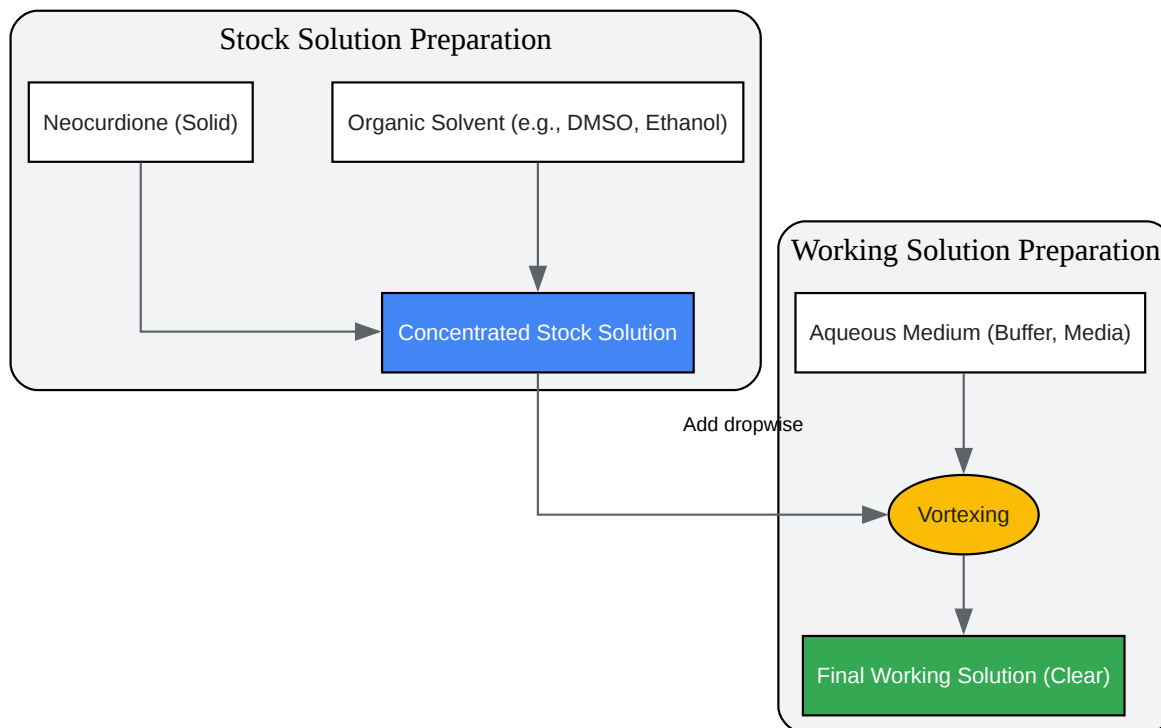 Stock Solution Preparation
Neocurdione (Solid)
Organic Solvent (e.g., DMSO, Ethanol)
Concentrated Stock Solution
Add dropwise
Working Solution Preparation
Aqueous Medium (Buffer, Media)
Vortexing
Final Working Solution (Clear)